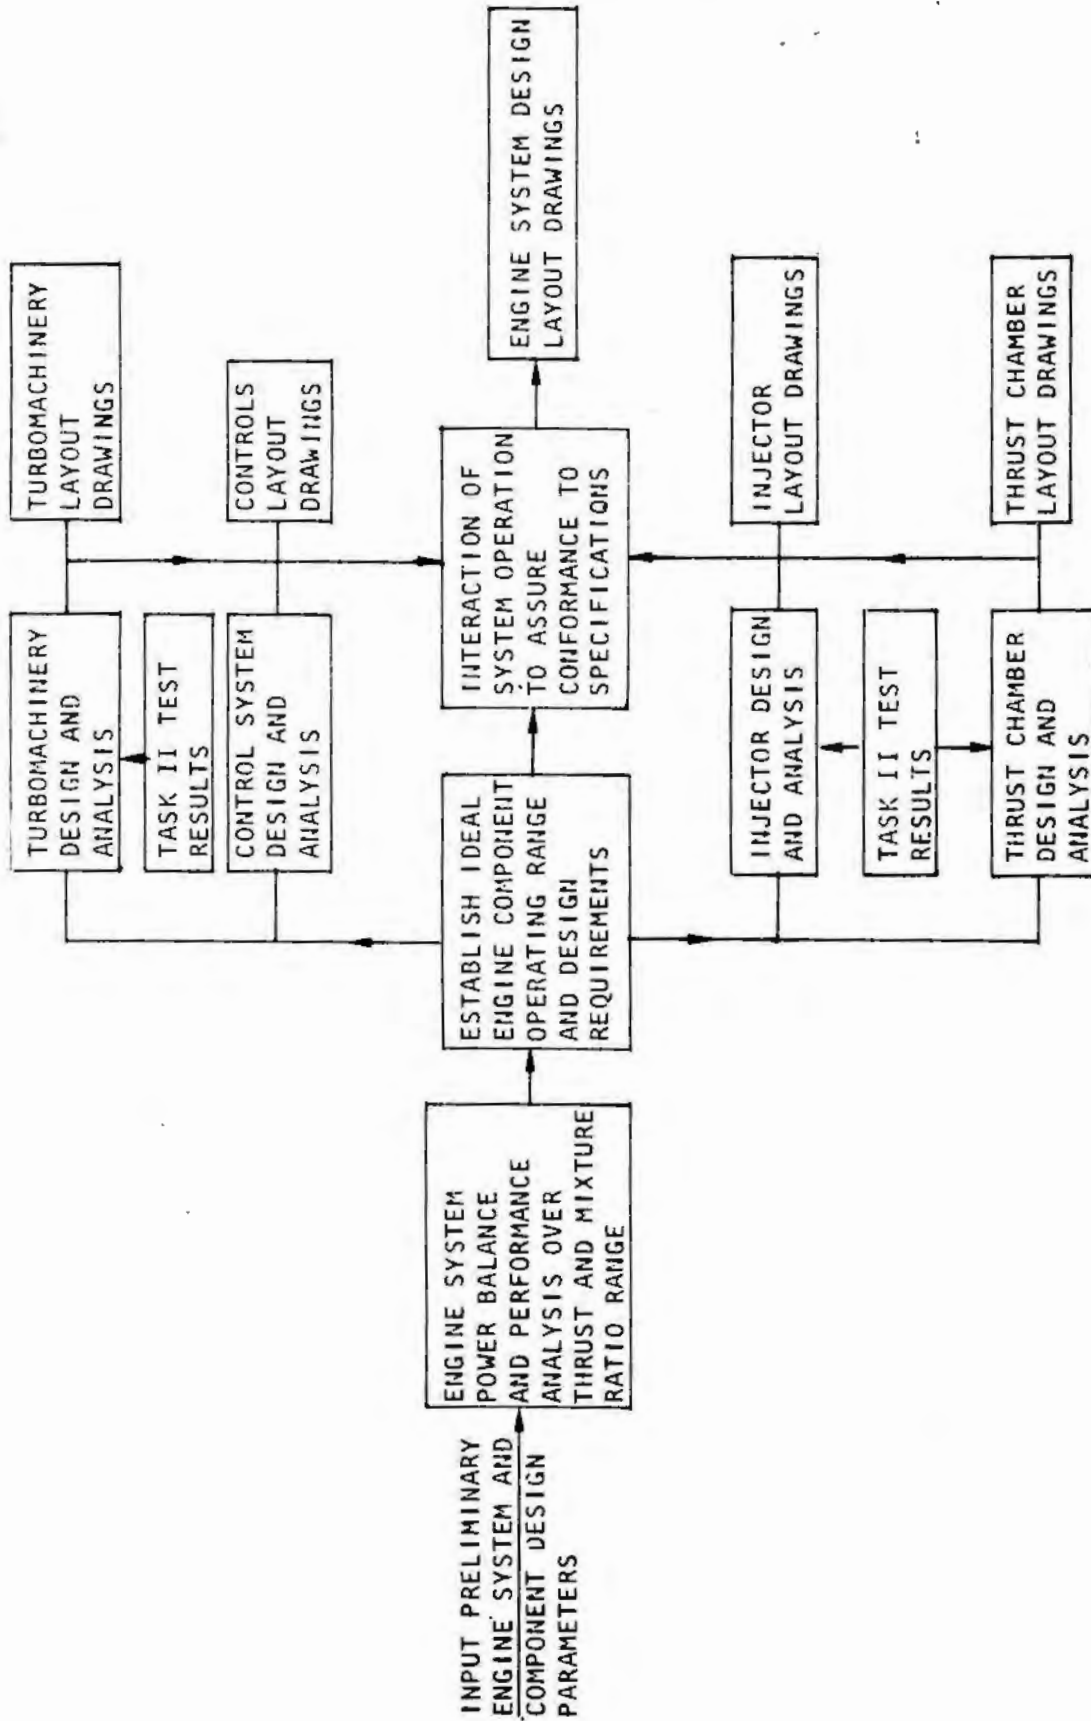 INPUT PRELIMINARY
ENGINE SYSTEM AND
COMPONENT DESIGN
PARAMETERS
ENGINE SYSTEM
POWER BALANCE
AND PERFORMANCE
ANALYSIS OVER
THRUST AND MIXTURE
RATIO RANGE
ESTABLISH IDEAL
ENGINE COMPONENT
OPERATING RANGE
AND DESIGN
REQUIREMENTS
TURBOMACHINERY
DESIGN AND
ANALYSIS
TASK II TEST
RESULTS
CONTROL SYSTEM
DESIGN AND
ANALYSIS
TURBOMACHINERY
LAYOUT
DRAWINGS
CONTROLS
LAYOUT
DRAWINGS
INTERACTION OF
SYSTEM OPERATION
TO ASSURE
CONFORMANCE TO
SPECIFICATIONS
ENGINE SYSTEM DESIGN
LAYOUT DRAWINGS
INJECTOR DESIGN
AND ANALYSIS
TASK II TEST
RESULTS
THRUST CHAMBER
DESIGN AND
ANALYSIS
INJECTOR
LAYOUT DRAWINGS
THRUST CHAMBER
LAYOUT DRAWINGS